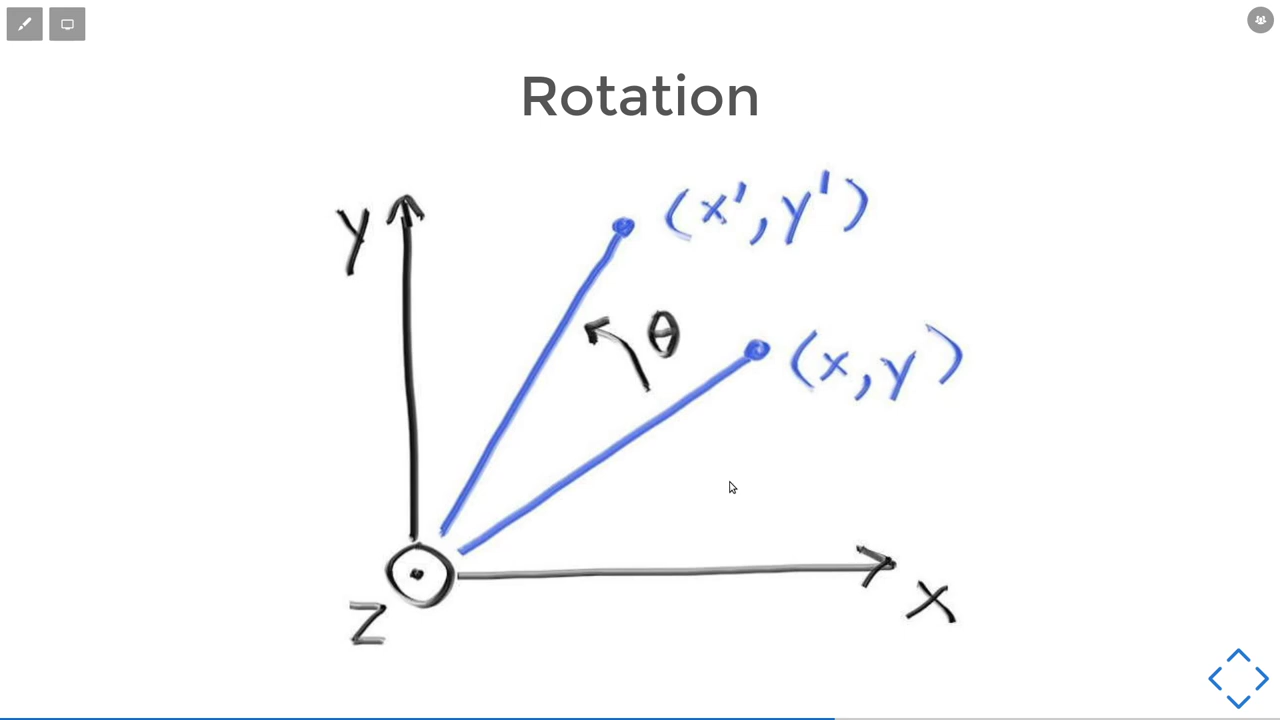 Rotation
(x',y')
y
θ
(x,y)
x
z